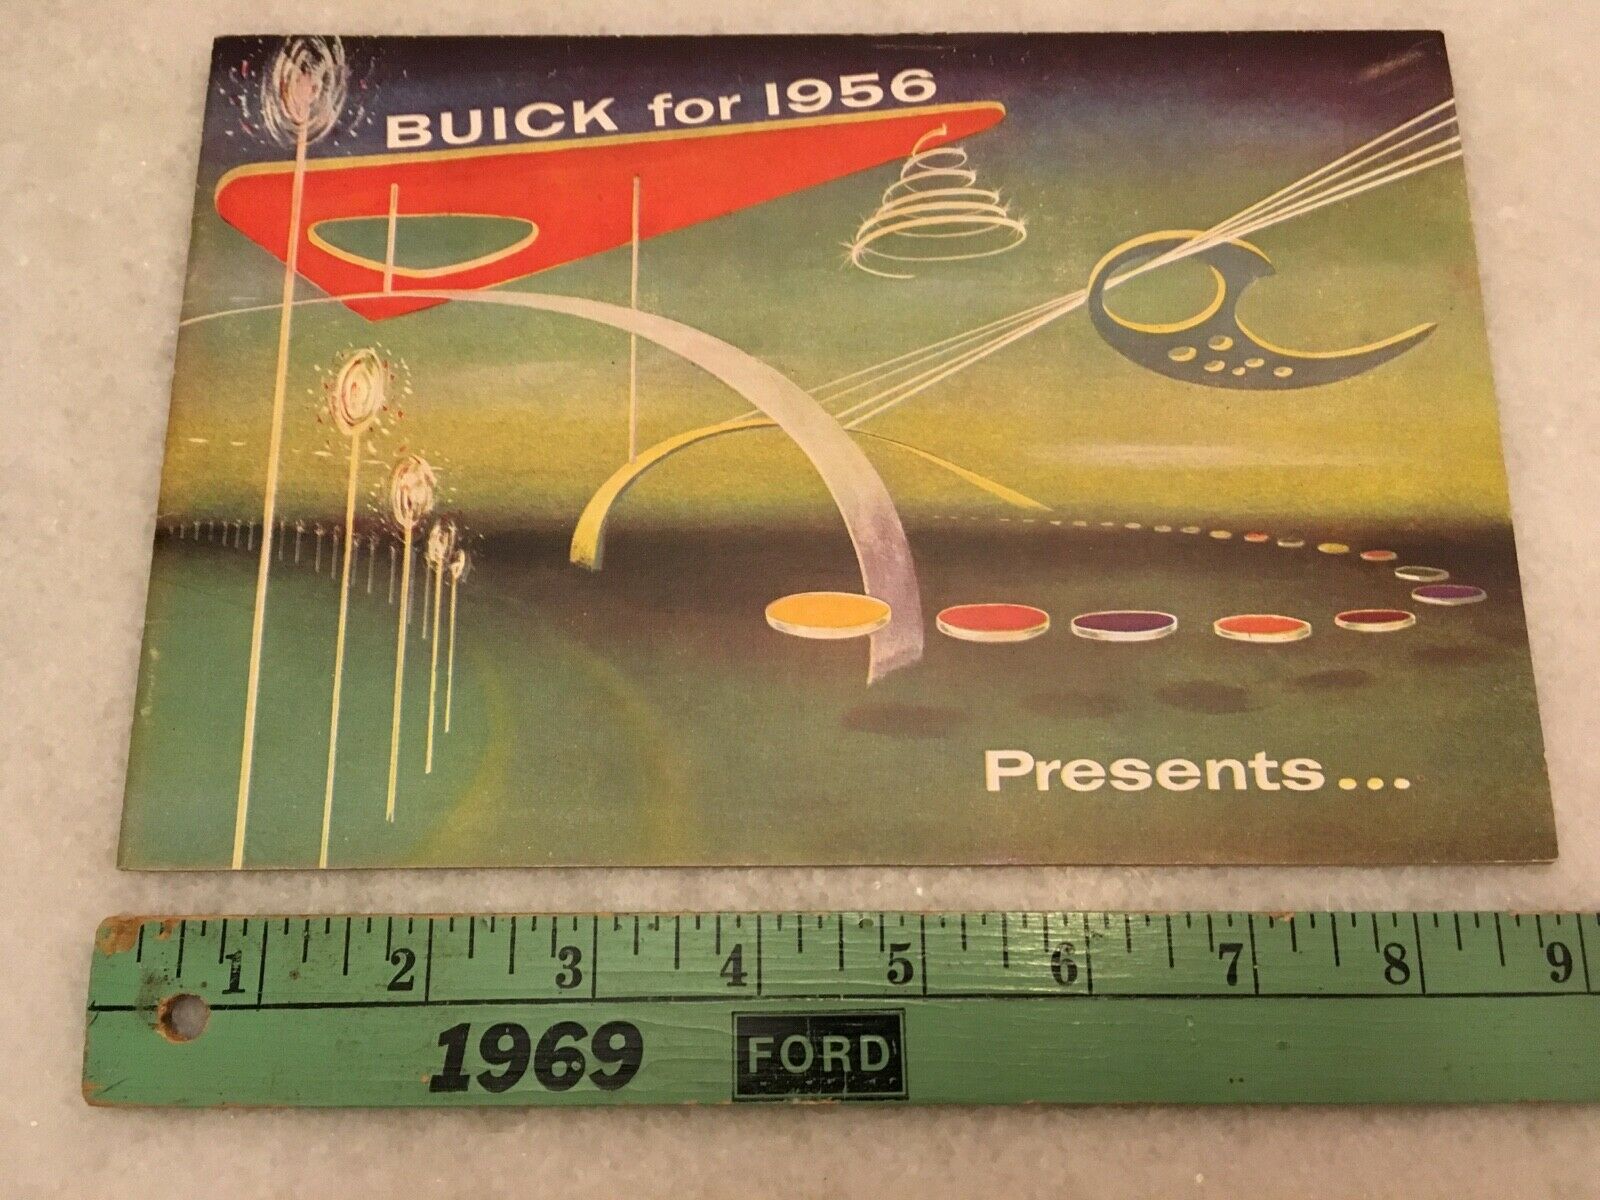 BUICK for 1956
Presents...
1 2 3 4 5 6 7 8 9
1969 FORD